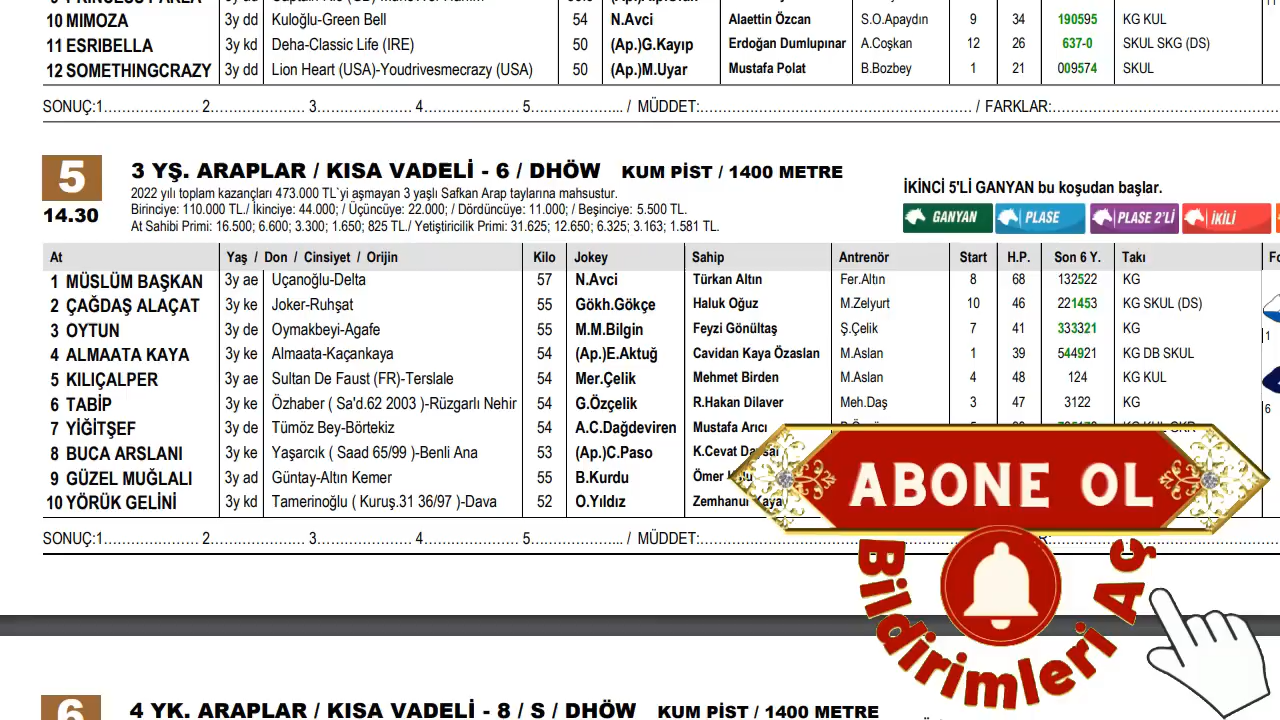 10 MIMOZA 3y dd Kuloğlu-Green Bell 54 N.Avci Alaettin Özcan S.O.Apaydın 9 34 190595 KG KUL
11 ESRIBELLA 3y kd Deha-Classic Life (IRE) 50 (Ap.)G.Kayıp Erdoğan Dumlupınar A.Coşkan 12 26 637-0 SKUL SKG (DS)
12 SOMETHINGCRAZY 3y dd Lion Heart (USA)-Youdrivesmecrazy (USA) 50 (Ap.)M.Uyar Mustafa Polat B.Bozbey 1 21 009574 SKUL
SONUÇ:1...................... 2...................... 3...................... 4...................... 5...................... / MÜDDET:............................................................ / FARKLAR:..................................................
5 3 YŞ. ARAPLAR / KISA VADELİ - 6 / DHÖW KUM PİST / 1400 METRE
14.30
2022 yılı toplam kazançları 473.000 TL`yi aşmayan 3 yaşlı Safkan Arap taylarına mahsustur.
Birinciye: 110.000 TL./ İkinciye: 44.000; / Üçüncüye: 22.000; / Dördüncüye: 11.000; / Beşinciye: 5.500 TL.
At Sahibi Primi: 16.500; 6.600; 3.300; 1.650; 825 TL./ Yetiştiricilik Primi: 31.625; 12.650; 6.325; 3.163; 1.581 TL.
İKİNCİ 5'Lİ GANYAN bu koşudan başlar.
GANYAN PLASE PLASE 2'Lİ İKİLİ
At Yaş / Don / Cinsiyet / Orijin Kilo Jokey Sahip Antrenör Start H.P. Son 6 Y. Takı Fo
1 MÜSLÜM BAŞKAN 3y ae Uçanoğlu-Delta 57 N.Avci Türkan Altın Fer.Altın 8 68 132522 KG
2 ÇAĞDAŞ ALAÇAT 3y ke Joker-Ruhşat 55 Gökh.Gökçe Haluk Oğuz M.Zelyurt 10 46 221453 KG SKUL (DS)
3 OYTUN 3y de Oymakbeyi-Agafe 55 M.M.Bilgin Feyzi Gönültaş Ş.Çelik 7 41 333321 KG
1
4 ALMAATA KAYA 3y ke Almaata-Kaçankaya 54 (Ap.)E.Aktuğ Cavidan Kaya Özaslan M.Aslan 1 39 544921 KG DB SKUL
5 KILIÇALPER 3y ae Sultan De Faust (FR)-Terslale 54 Mer.Çelik Mehmet Birden M.Aslan 4 48 124 KG KUL
6 TABİP 3y ke Özhaber ( Sa'd.62 2003 )-Rüzgarlı Nehir 54 G.Özçelik R.Hakan Dilaver Meh.Daş 3 47 3122 KG
6
7 YİĞİTŞEF 3y de Tümöz Bey-Börtekiz 54 A.C.Dağdeviren Mustafa Arıcı
8 BUCA ARSLANI 3y ke Yaşarcık ( Saad 65/99 )-Benli Ana 53 (Ap.)C.Paso K.Cevat
9 GÜZEL MUĞLALI 3y ad Güntay-Altın Kemer 55 B.Kurdu Ömer
10 YÖRÜK GELİNİ 3y kd Tamerinoğlu ( Kuruş.31 36/97 )-Dava 52 O.Yıldız Zemhanur Kaya
SONUÇ:1...................... 2...................... 3...................... 4...................... 5...................... / MÜDDET:..................................................
ABONE OL
Bildirimleri Aç
6 4 YK. ARAPLAR / KISA VADELİ - 8 / S / DHÖW KUM PİST / 1400 METRE